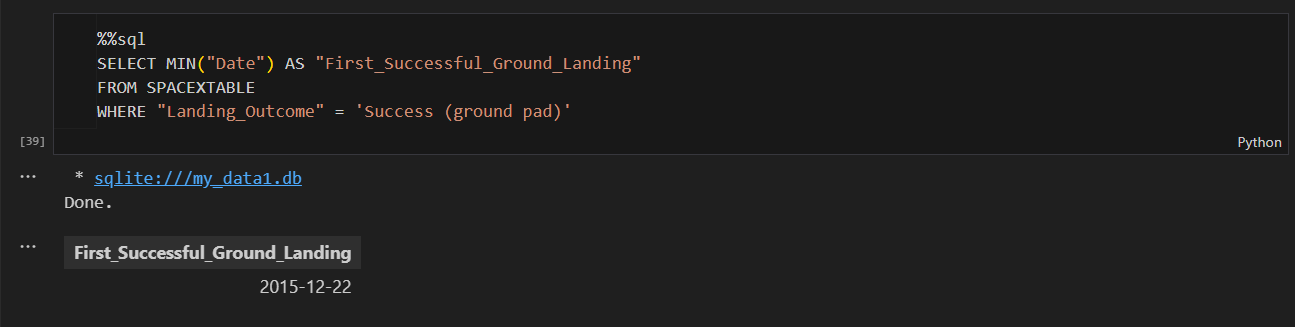 %%sql
SELECT MIN("Date") AS "First_Successful_Ground_Landing"
FROM SPACEXTABLE
WHERE "Landing_Outcome" = 'Success (ground pad)'
[39]
Python
... * sqlite:///my_data1.db
Done.
... First_Successful_Ground_Landing
2015-12-22